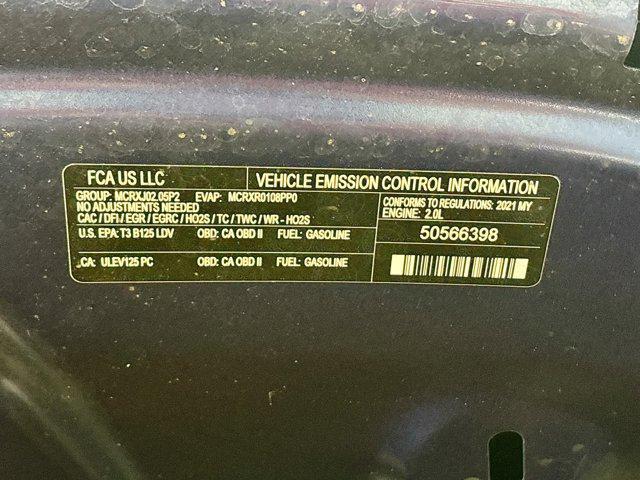 FCA US LLC
VEHICLE EMISSION CONTROL INFORMATION
GROUP: MCRXJ02.05P2 EVAP: MCRXR0108PP0
NO ADJUSTMENTS NEEDED
CAC / DFI / EGR / EGRC / HO2S / TC / TWC / WR - HO2S
CONFORMS TO REGULATIONS: 2021 MY
ENGINE: 2.0L
U.S. EPA: T3 B125 LDV OBD: CA OBD II FUEL: GASOLINE
50566398
CA: ULEV125 PC OBD: CA OBD II FUEL: GASOLINE